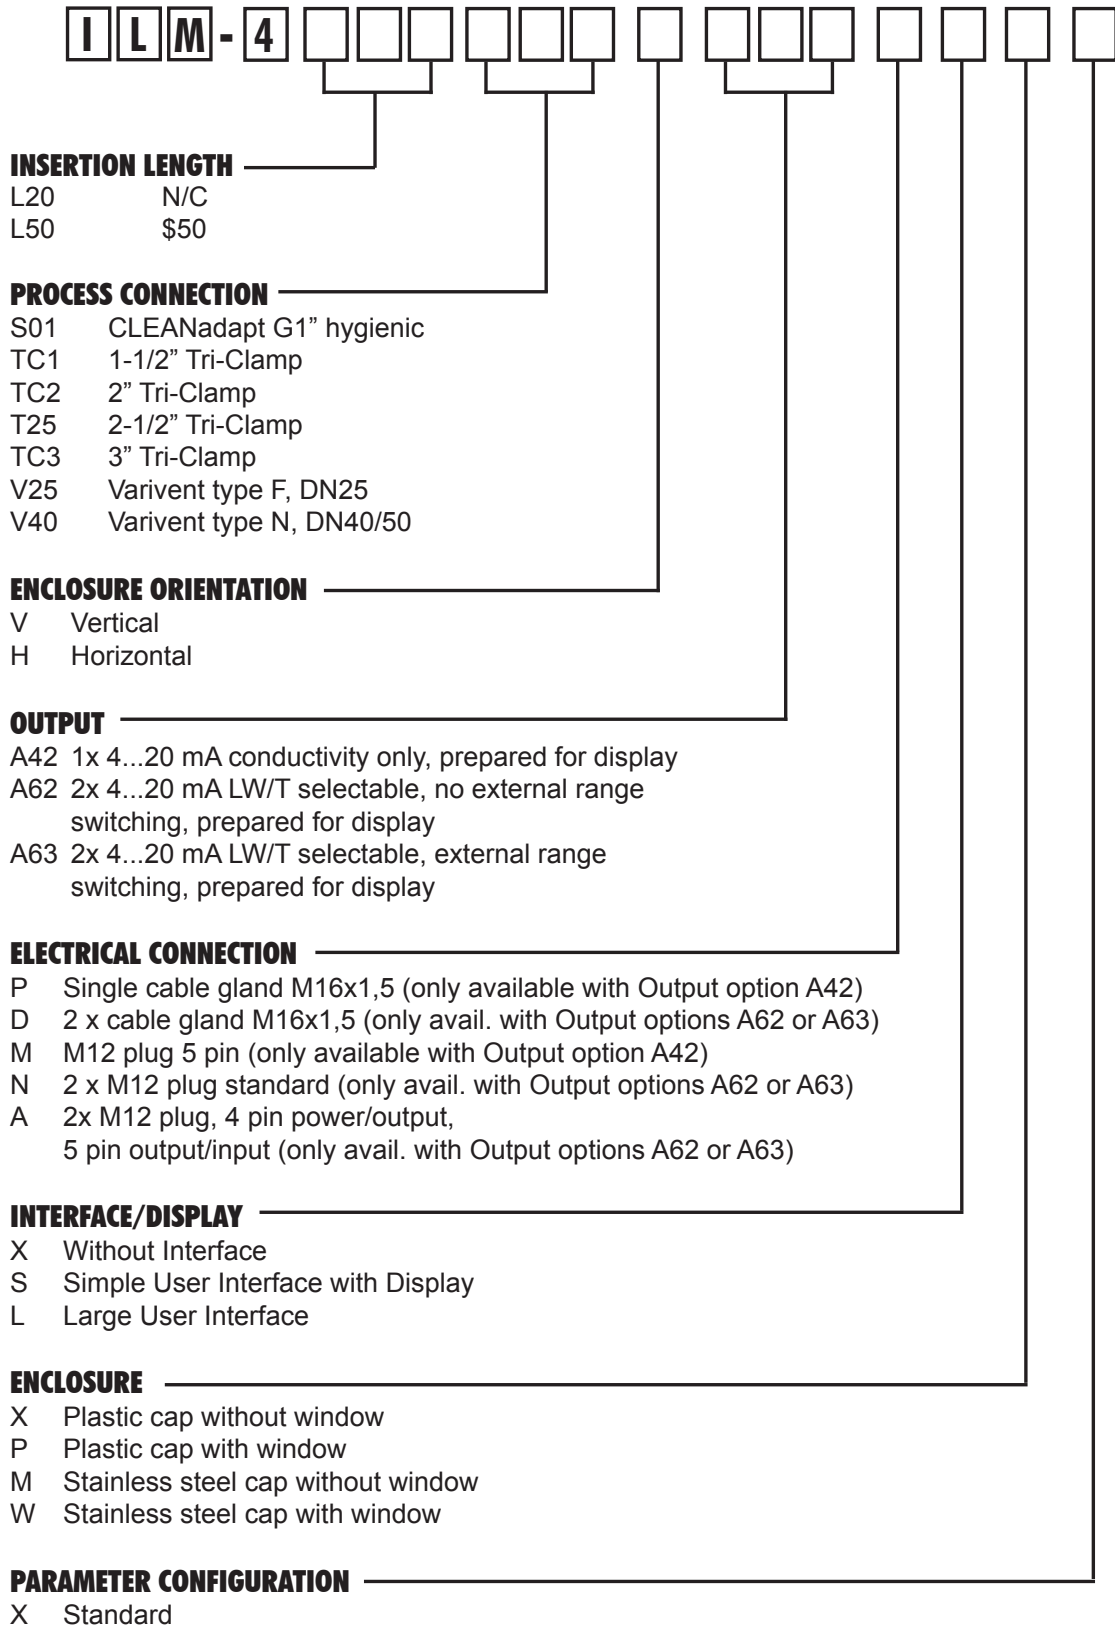 ILM-4
INSERTION LENGTH
L20 N/C
L50 $50
PROCESS CONNECTION
S01 CLEANadapt G1” hygienic
TC1 1-1/2” Tri-Clamp
TC2 2” Tri-Clamp
T25 2-1/2” Tri-Clamp
TC3 3” Tri-Clamp
V25 Varivent type F, DN25
V40 Varivent type N, DN40/50
ENCLOSURE ORIENTATION
V Vertical
H Horizontal
OUTPUT
A42 1x 4...20 mA conductivity only, prepared for display
A62 2x 4...20 mA LW/T selectable, no external range
switching, prepared for display
A63 2x 4...20 mA LW/T selectable, external range
switching, prepared for display
ELECTRICAL CONNECTION
P Single cable gland M16x1,5 (only available with Output option A42)
D 2 x cable gland M16x1,5 (only avail. with Output options A62 or A63)
M M12 plug 5 pin (only available with Output option A42)
N 2 x M12 plug standard (only avail. with Output options A62 or A63)
A 2x M12 plug, 4 pin power/output,
5 pin output/input (only avail. with Output options A62 or A63)
INTERFACE/DISPLAY
X Without Interface
S Simple User Interface with Display
L Large User Interface
ENCLOSURE
X Plastic cap without window
P Plastic cap with window
M Stainless steel cap without window
W Stainless steel cap with window
PARAMETER CONFIGURATION
X Standard